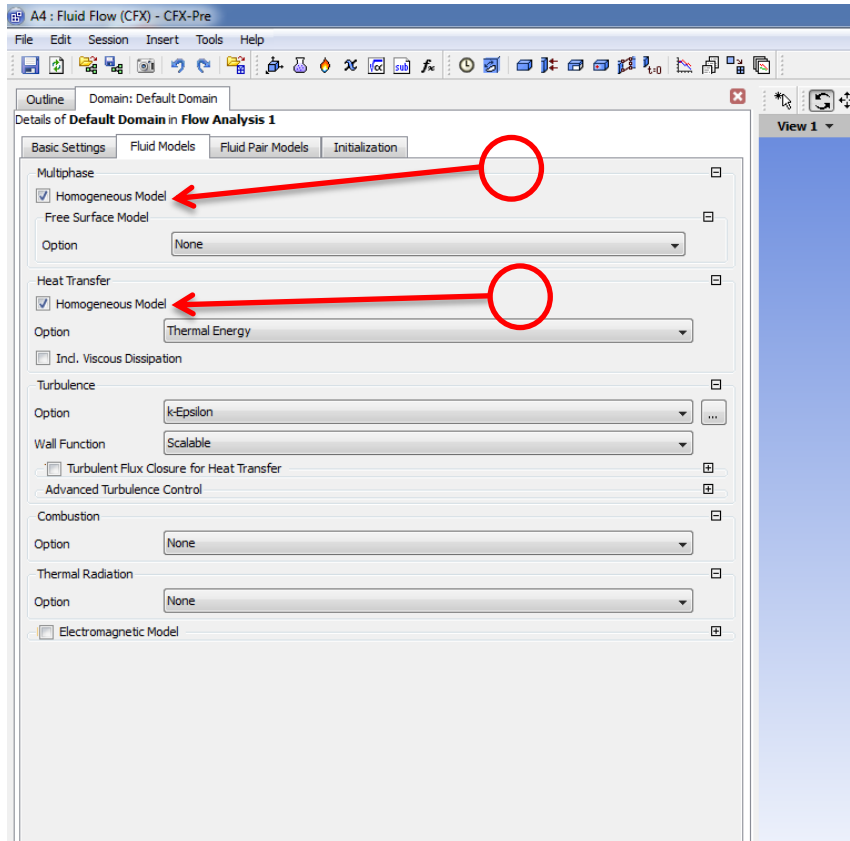 A4 : Fluid Flow (CFX) - CFX-Pre
File Edit Session Insert Tools Help
√α sub fx t=0
Outline Domain: Default Domain
Details of Default Domain in Flow Analysis 1
View 1
Basic Settings Fluid Models Fluid Pair Models Initialization
Multiphase
Homogeneous Model
Free Surface Model
Option None
Heat Transfer
Homogeneous Model
Option Thermal Energy
Incl. Viscous Dissipation
Turbulence
Option k-Epsilon ...
Wall Function Scalable
Turbulent Flux Closure for Heat Transfer
Advanced Turbulence Control
Combustion
Option None
Thermal Radiation
Option None
Electromagnetic Model